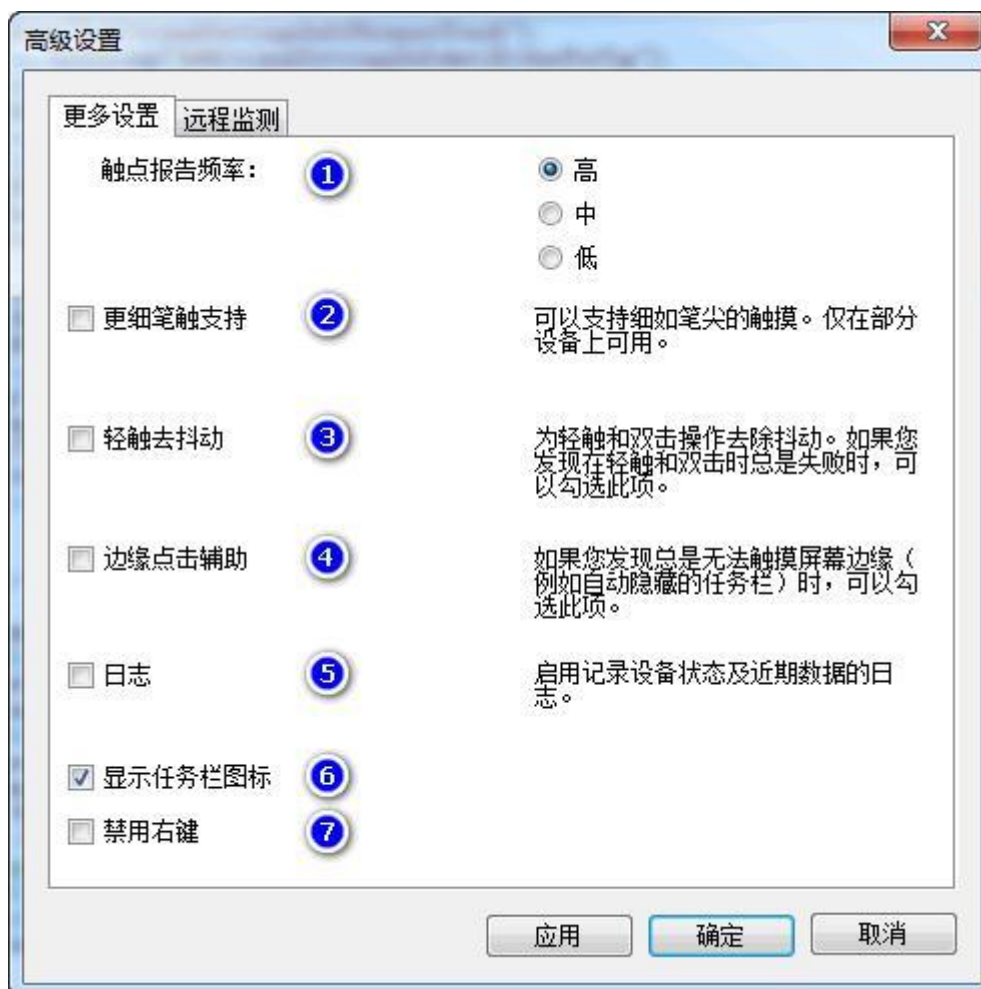 高级设置
更多设置 远程监测
触点报告频率: 1 高
中
低
更细笔触支持 2 可以支持细如笔尖的触摸。仅在部分
设备上可用。
轻触去抖动 3 为轻触和双击操作去除抖动。如果您
发现在轻触和双击时总是失败时,可
以勾选此项。
边缘点击辅助 4 如果您发现总是无法触摸屏幕边缘(
例如自动隐藏的任务栏)时,可以勾
选此项。
日志 5 启用记录设备状态及近期数据的日
志。
显示任务栏图标 6
禁用右键 7
应用 确定 取消